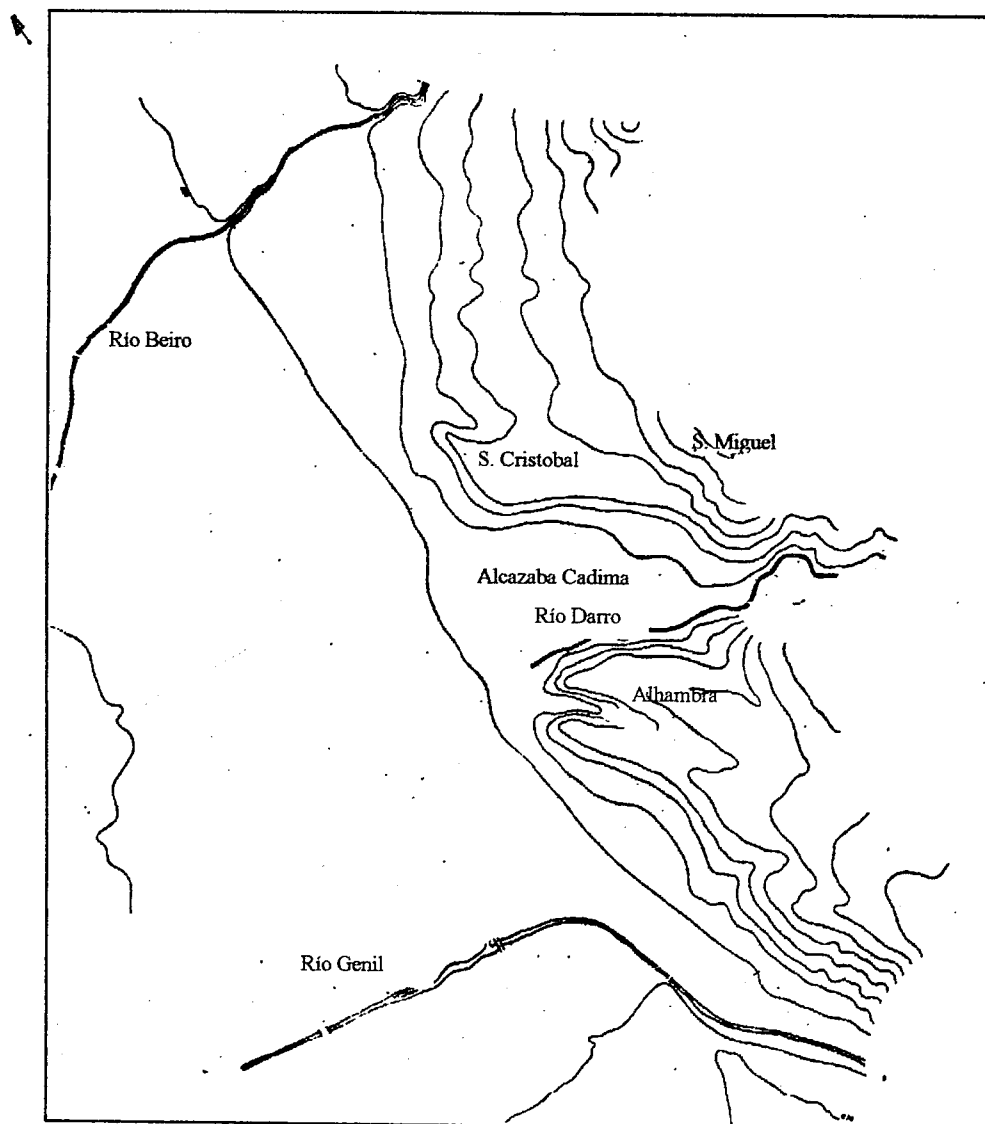 Río Beiro
S. Miguel
S. Cristobal
Alcazaba Cadima
Río Darro
Alhambra
Río Genil